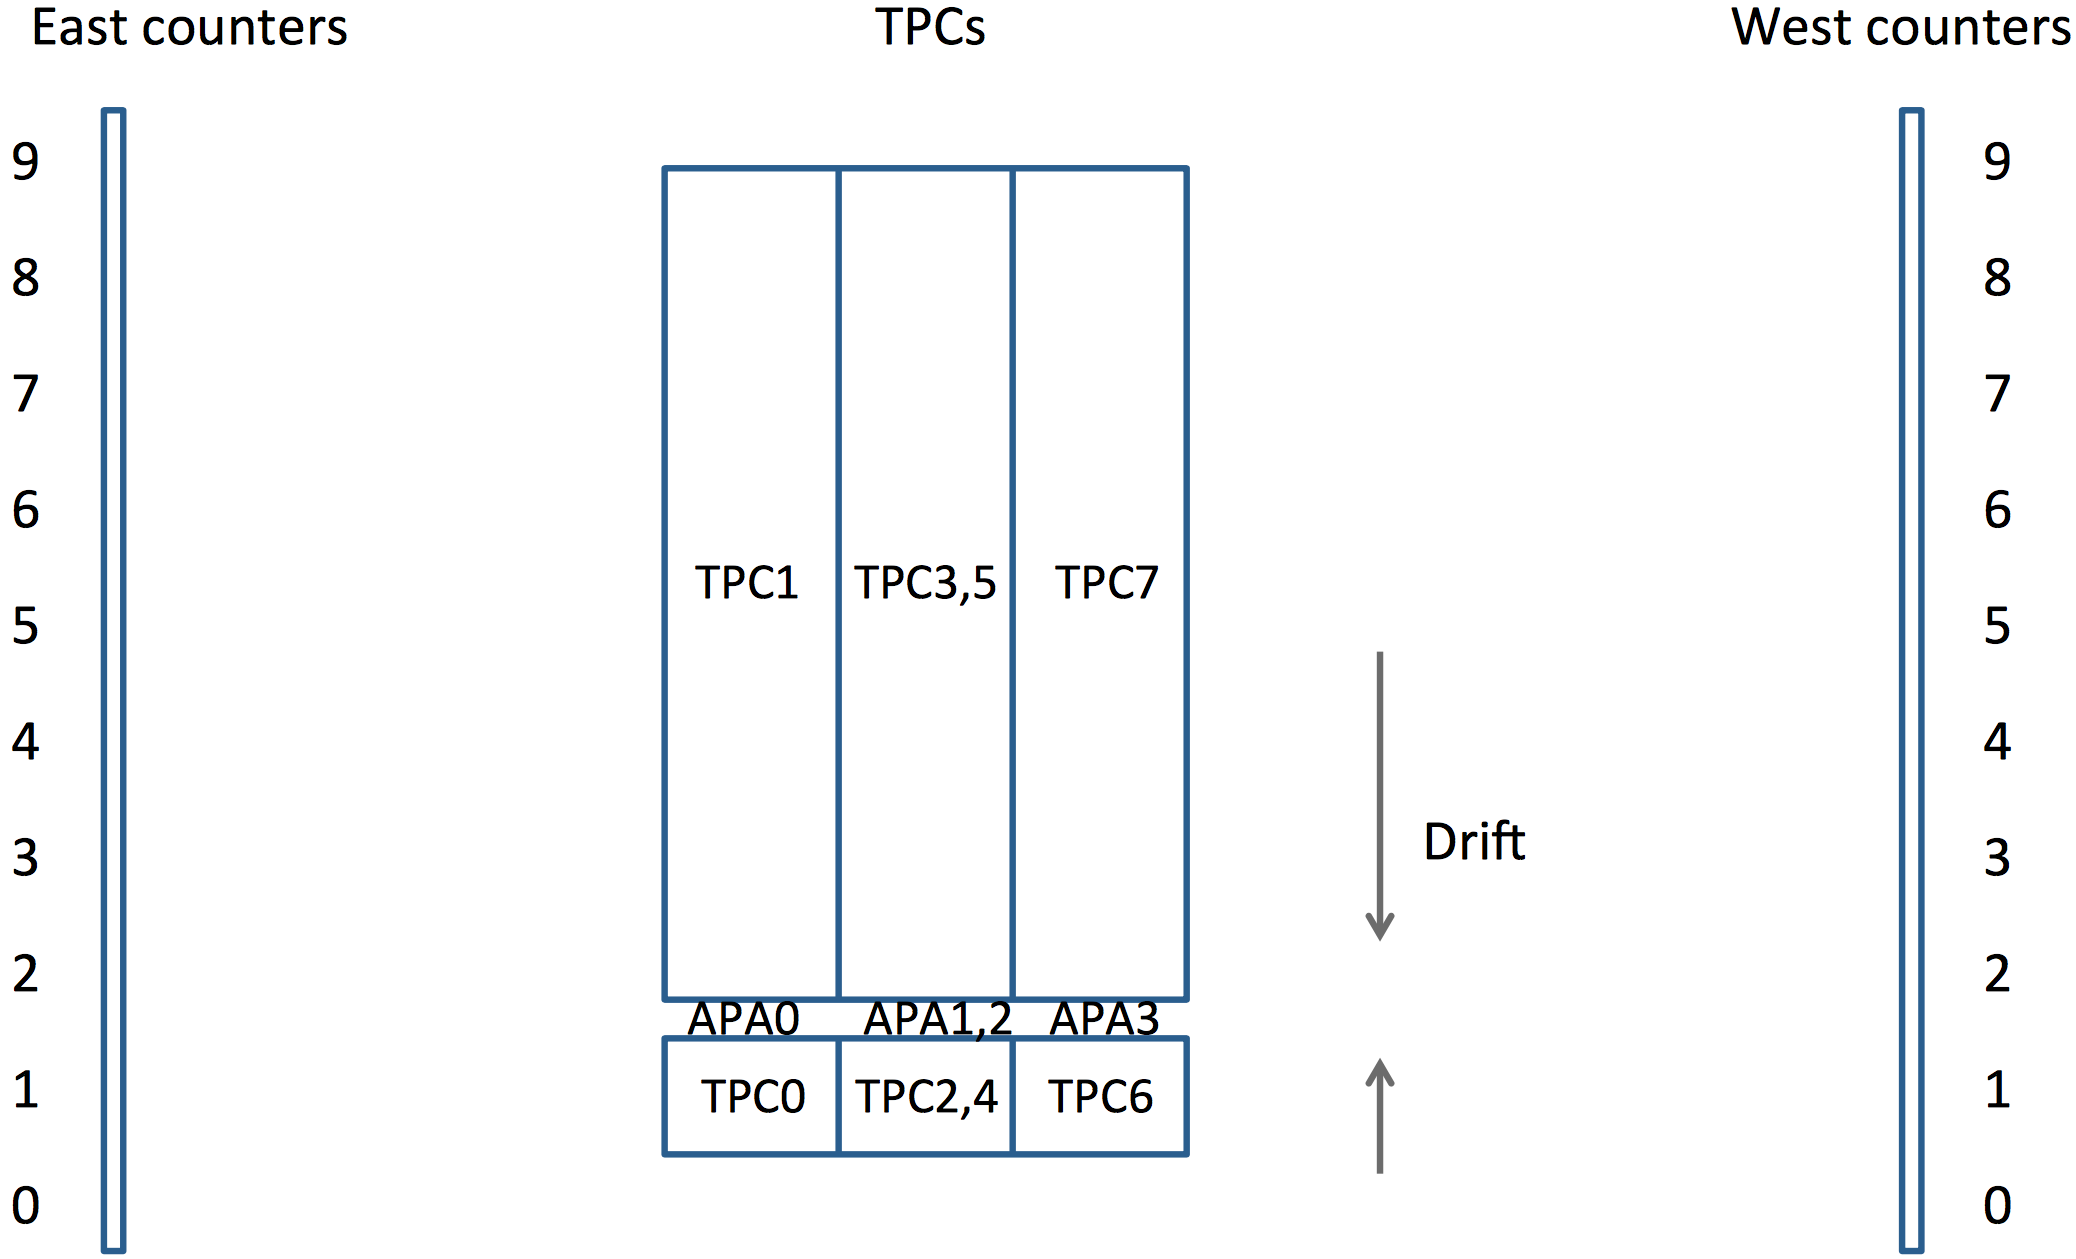 East counters TPCs West counters
9 9
8 8
7 7
6 6
TPC1 TPC3,5 TPC7
5 5
4 4
Drift
3 3
2 2
APA0 APA1,2 APA3
1 TPC0 TPC2,4 TPC6 1
0 0